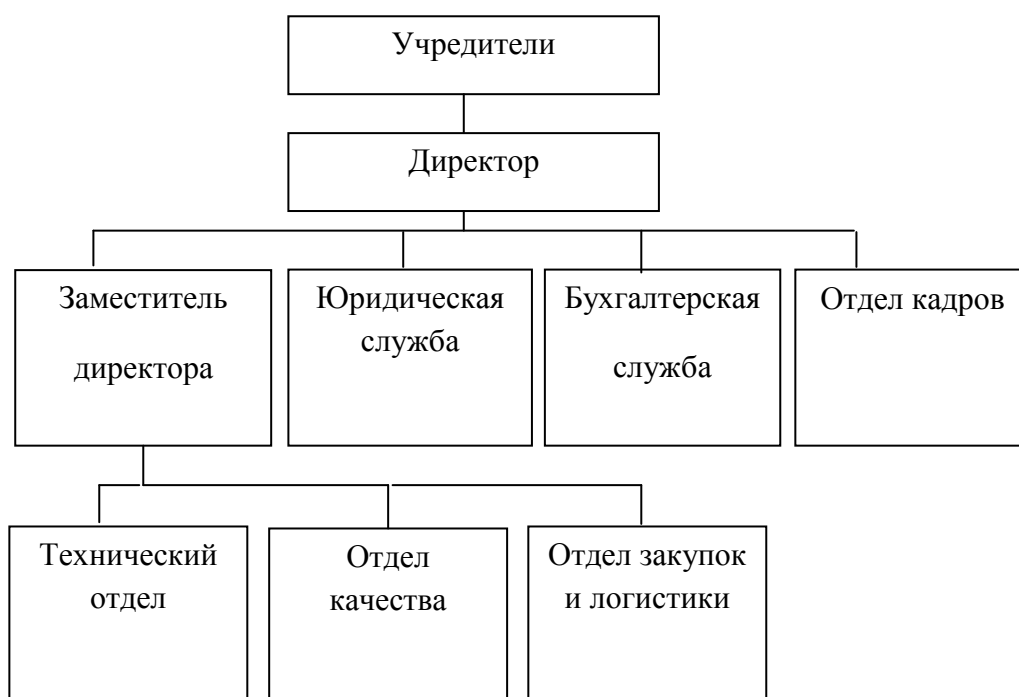 Учредители
Директор
Заместитель
директора
Юридическая
служба
Бухгалтерская
служба
Отдел кадров
Технический
отдел
Отдел
качества
Отдел закупок
и логистики